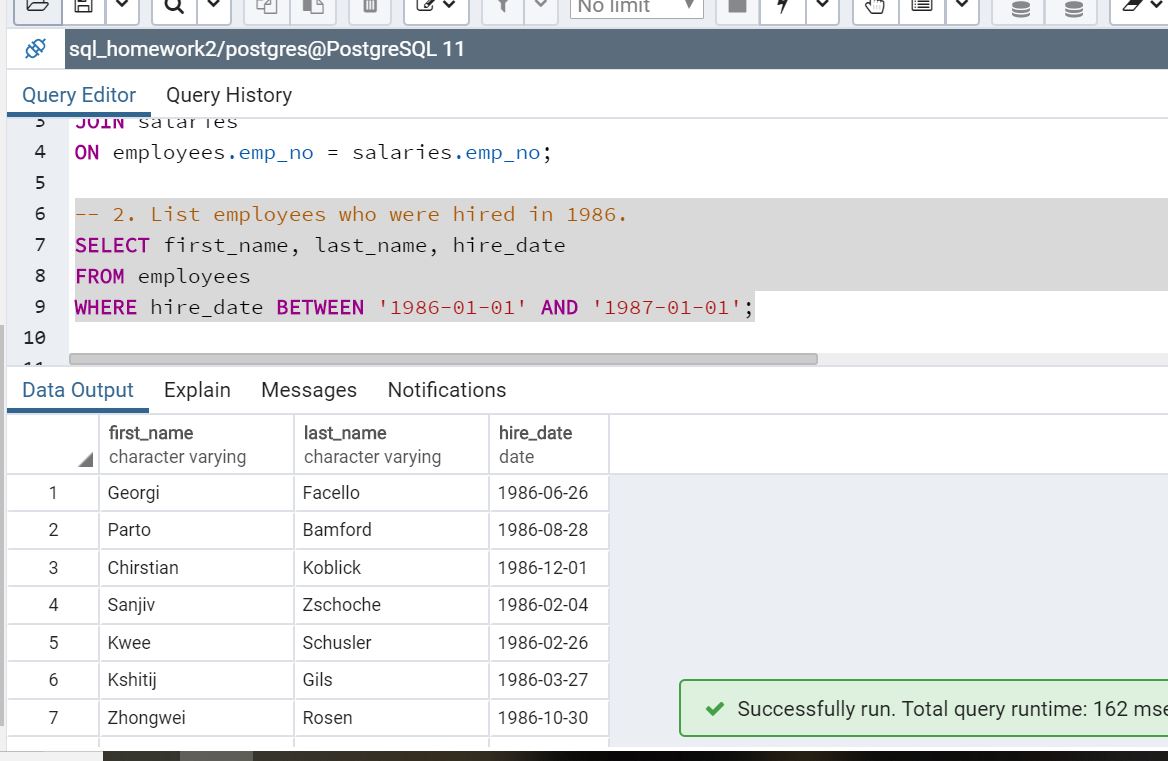 No limit
sql_homework2/postgres@PostgreSQL 11
Query Editor Query History
3 JOIN salaries
4 ON employees.emp_no = salaries.emp_no;
5
6 -- 2. List employees who were hired in 1986.
7 SELECT first_name, last_name, hire_date
8 FROM employees
9 WHERE hire_date BETWEEN '1986-01-01' AND '1987-01-01';
10
11
Data Output Explain Messages Notifications
first_name last_name hire_date
character varying character varying date
1 Georgi Facello 1986-06-26
2 Parto Bamford 1986-08-28
3 Chirstian Koblick 1986-12-01
4 Sanjiv Zschoche 1986-02-04
5 Kwee Schusler 1986-02-26
6 Kshitij Gils 1986-03-27
7 Zhongwei Rosen 1986-10-30
Successfully run. Total query runtime: 162 mse